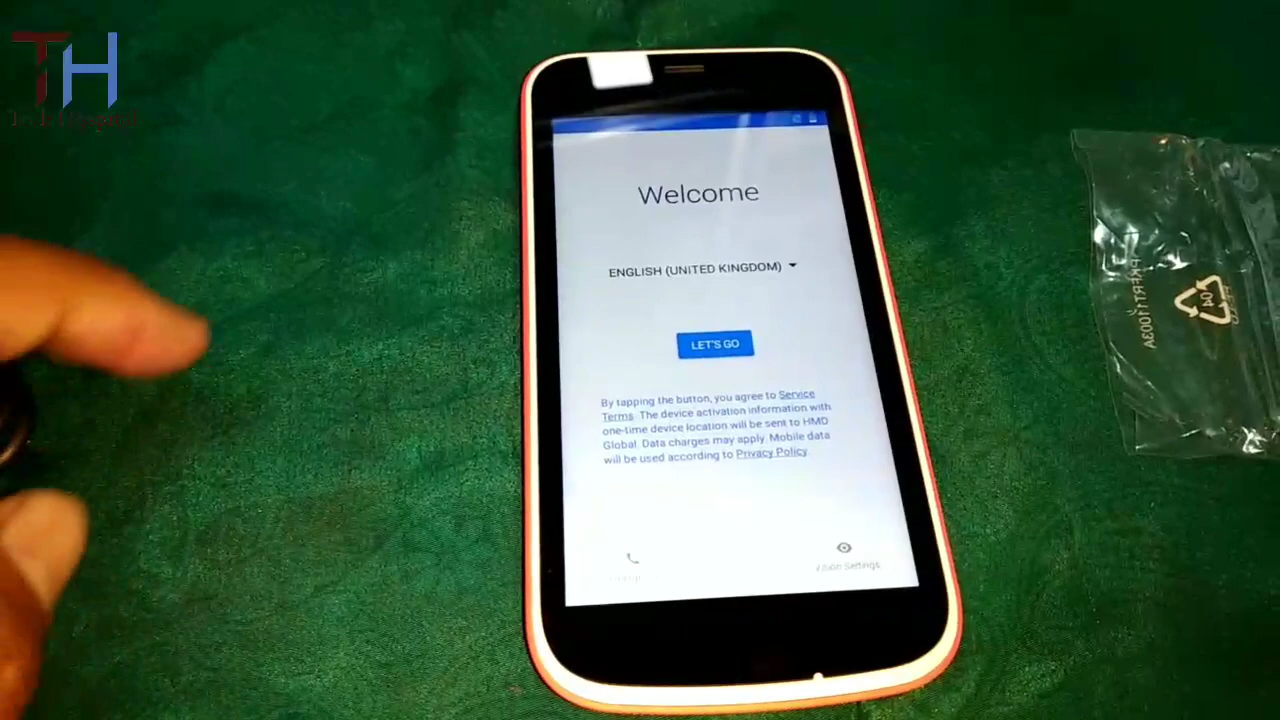 TH
Welcome
ENGLISH (UNITED KINGDOM)
LET'S GO
By tapping the button, you agree to Service
Terms. The device activation information with
one-time device location will be sent to HMD
Global. Data charges may apply. Mobile data
will be used according to Privacy Policy.
Vision Settings
04